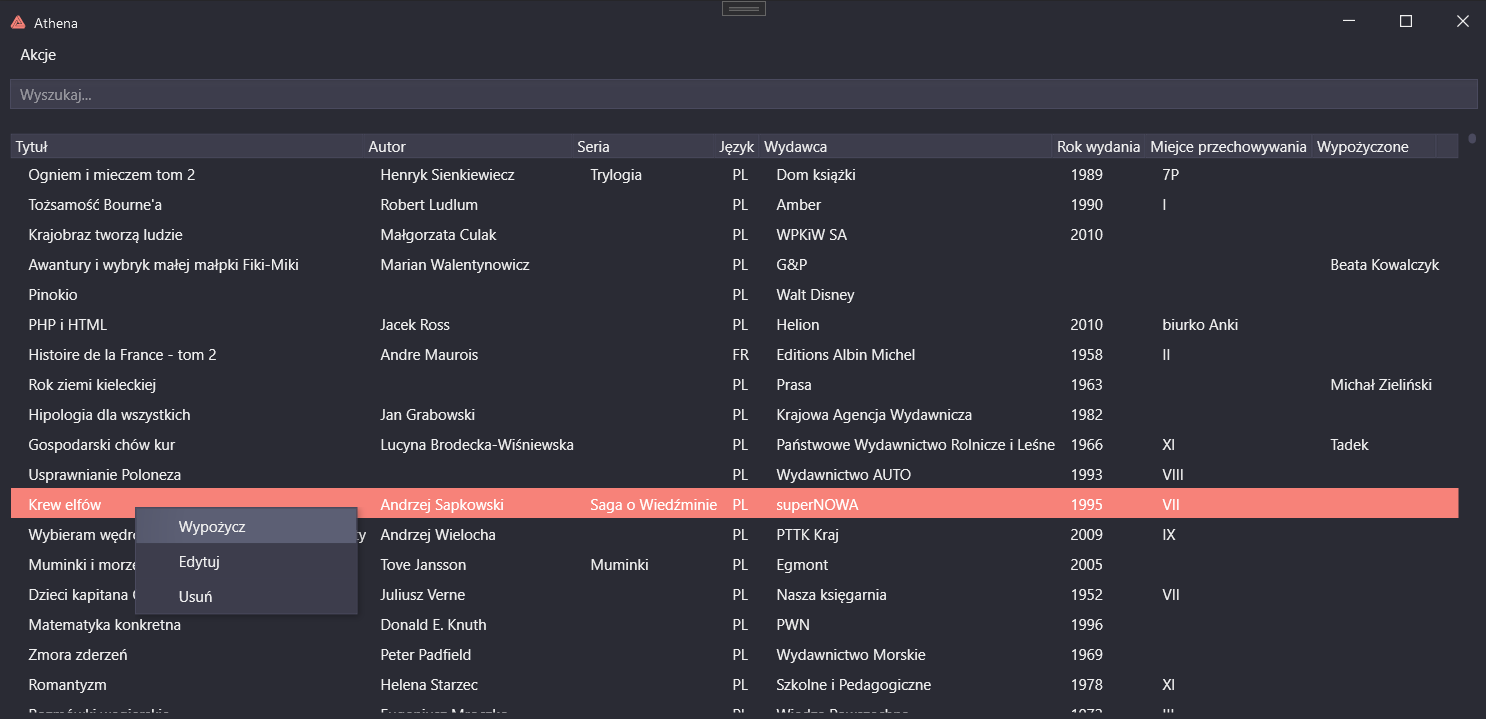 Athena
Akcje
Wyszukaj...
Tytuł Autor Seria Język Wydawca Rok wydania Miejce przechowywania Wypożyczone
Ogniem i mieczem tom 2 Henryk Sienkiewiecz Trylogia PL Dom książki 1989 7P
Tożsamość Bourne'a Robert Ludlum PL Amber 1990 I
Krajobraz tworzą ludzie Małgorzata Culak PL WPKiW SA 2010
Awantury i wybryk małej małpki Fiki-Miki Marian Walentynowicz PL G&P Beata Kowalczyk
Pinokio PL Walt Disney
PHP i HTML Jacek Ross PL Helion 2010 biurko Anki
Histoire de la France - tom 2 Andre Maurois FR Editions Albin Michel 1958 II
Rok ziemi kieleckiej PL Prasa 1963 Michał Zieliński
Hipologia dla wszystkich Jan Grabowski PL Krajowa Agencja Wydawnicza 1982
Gospodarski chów kur Lucyna Brodecka-Wiśniewska PL Państwowe Wydawnictwo Rolnicze i Leśne 1966 XI Tadek
Usprawnianie Poloneza PL Wydawnictwo AUTO 1993 VIII
Krew elfów Andrzej Sapkowski Saga o Wiedźminie PL superNOWA 1995 VII
Wypożycz
Edytuj
Usuń
Wybieram Andrzej Wielocha PL PTTK Kraj 2009 IX
Muminki i morze Tove Jansson Muminki PL Egmont 2005
Dzieci kapitana Juliusz Verne PL Nasza księgarnia 1952 VII
Matematyka konkretna Donald E. Knuth PL PWN 1996
Zmora zderzeń Peter Padfield PL Wydawnictwo Morskie 1969
Romantyzm Helena Starzec PL Szkolne i Pedagogiczne 1978 XI